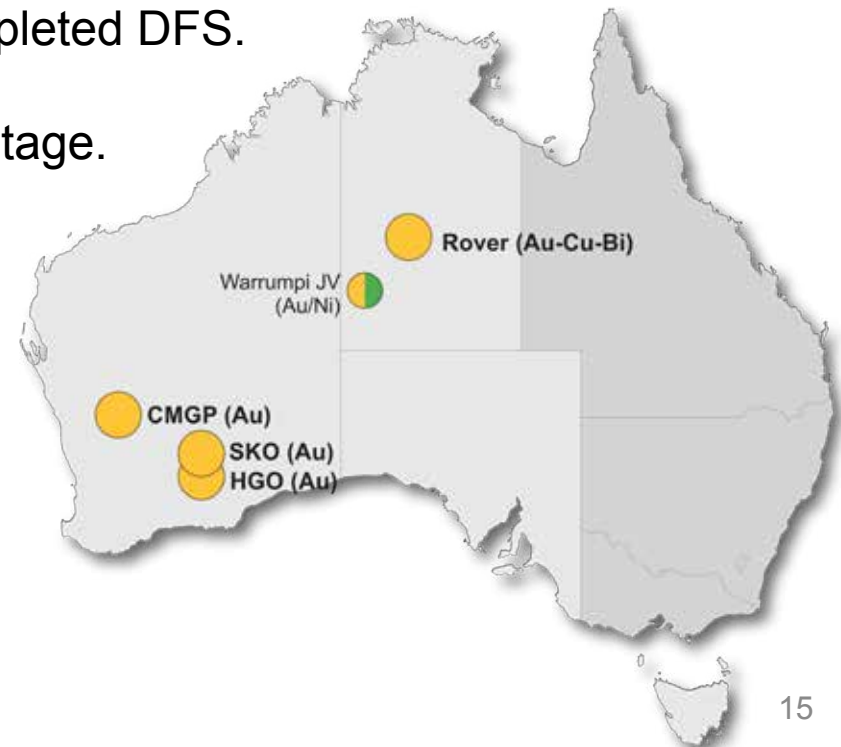 pleted DFS.
tage.
Rover (Au-Cu-Bi)
Warrumpi JV
(Au/Ni)
CMGP (Au)
SKO (Au)
HGO (Au)
15